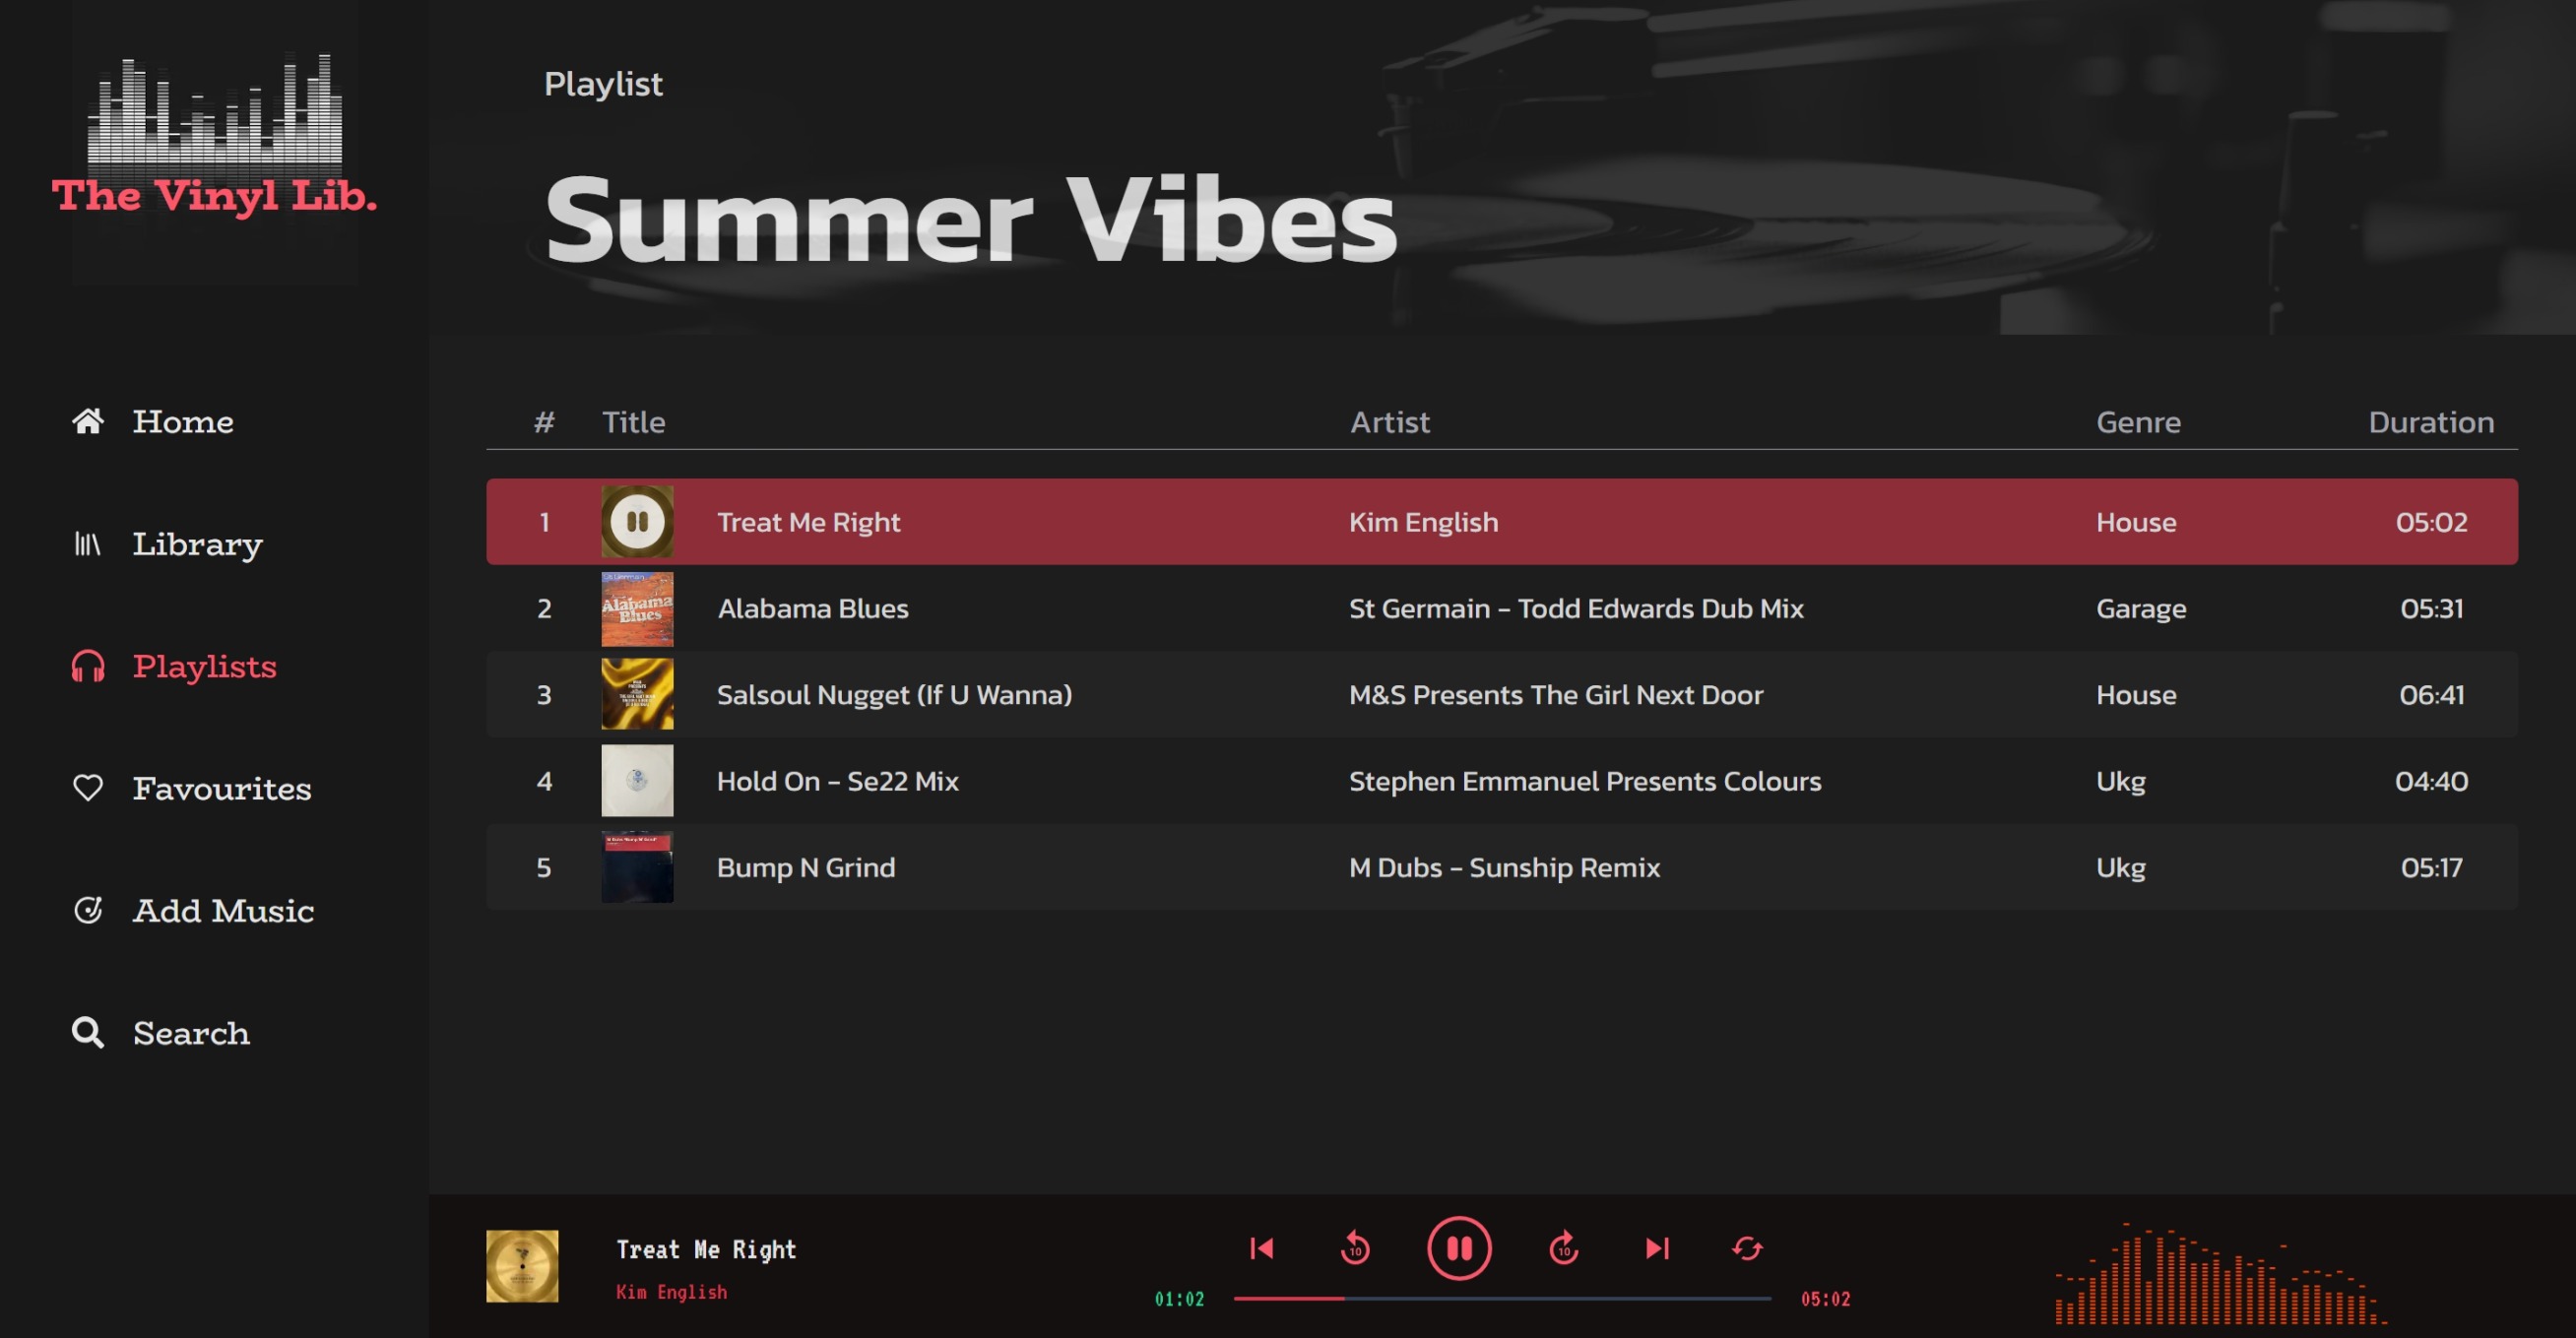 The Vinyl Lib.
Home
Library
Playlists
Favourites
Add Music
Search
Playlist
Summer Vibes
# Title Artist Genre Duration
1 Treat Me Right Kim English House 05:02
Alabama
Blues
2 Alabama Blues St Germain - Todd Edwards Dub Mix Garage 05:31
3 Salsoul Nugget (If U Wanna) M&S Presents The Girl Next Door House 06:41
4 Hold On - Se22 Mix Stephen Emmanuel Presents Colours Ukg 04:40
5 Bump N Grind M Dubs - Sunship Remix Ukg 05:17
Treat Me Right
Kim English
10 10
01:02 05:02